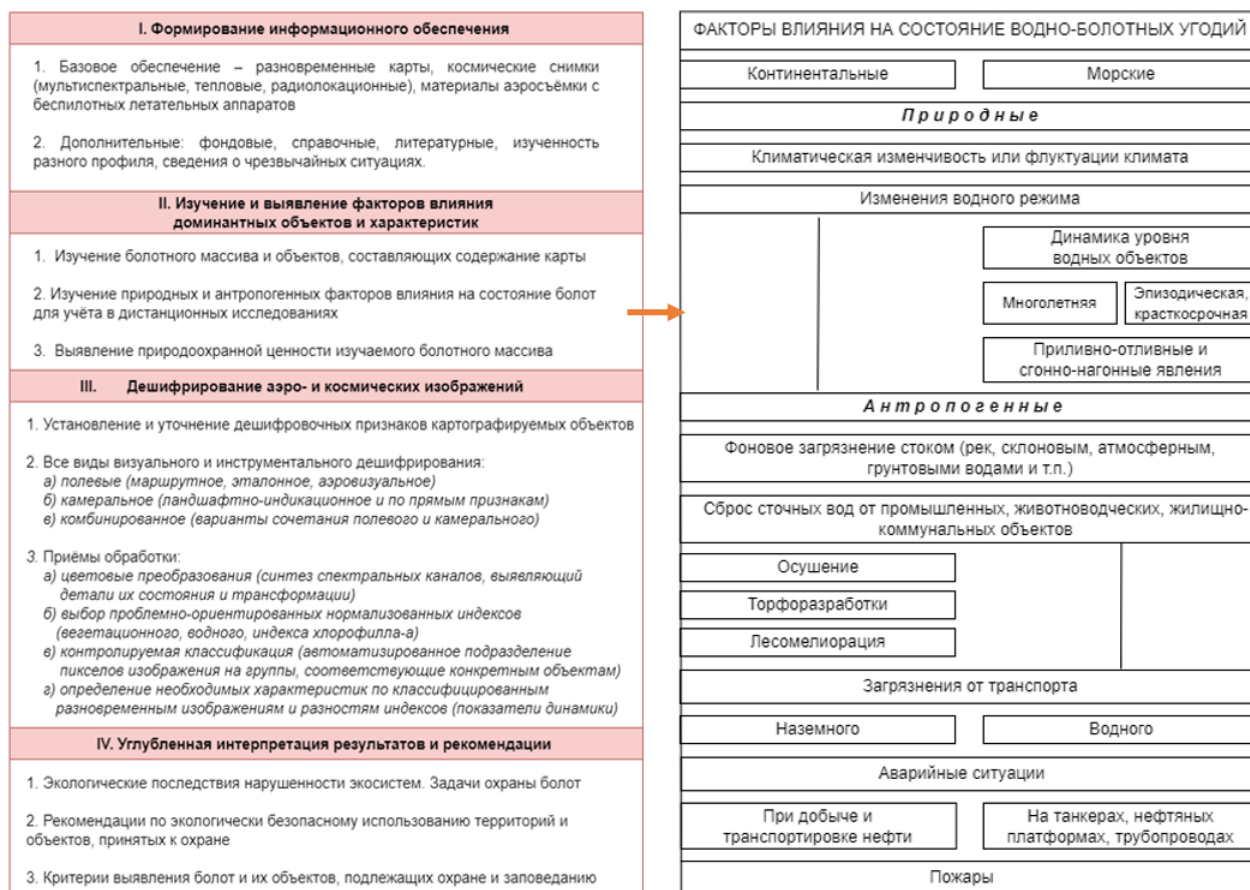 I. Формирование информационного обеспечения
1. Базовое обеспечение – разновременные карты, космические снимки
(мультиспектральные, тепловые, радиолокационные), материалы аэросъёмки с
беспилотных летательных аппаратов
2. Дополнительные: фондовые, справочные, литературные, изученность
разного профиля, сведения о чрезвычайных ситуациях.
II. Изучение и выявление факторов влияния
доминантных объектов и характеристик
1. Изучение болотного массива и объектов, составляющих содержание карты
2. Изучение природных и антропогенных факторов влияния на состояние болот
для учёта в дистанционных исследованиях
3. Выявление природоохранной ценности изучаемого болотного массива
III. Дешифрирование аэро- и космических изображений
1. Установление и уточнение дешифровочных признаков картографируемых объектов
2. Все виды визуального и инструментального дешифрирования:
а) полевые (маршрутное, эталонное, аэровизуальное)
б) камеральное (ландшафтно-индикационное и по прямым признакам)
в) комбинированное (варианты сочетания полевого и камерального)
3. Приёмы обработки:
а) цветовые преобразования (синтез спектральных каналов, выявляющий
детали их состояния и трансформации)
б) выбор проблемно-ориентированных нормализованных индексов
(вегетационного, водного, индекса хлорофилла-а)
в) контролируемая классификация (автоматизированное подразделение
пикселов изображения на группы, соответствующие конкретным объектам)
г) определение необходимых характеристик по классифицированным
разновременным изображениям и разностям индексов (показатели динамики)
IV. Углубленная интерпретация результатов и рекомендации
1. Экологические последствия нарушенности экосистем. Задачи охраны болот
2. Рекомендации по экологически безопасному использованию территорий и
объектов, принятых к охране
3. Критерии выявления болот и их объектов, подлежащих охране и заповеданию
ФАКТОРЫ ВЛИЯНИЯ НА СОСТОЯНИЕ ВОДНО-БОЛОТНЫХ УГОДИЙ
Континентальные
Морские
Природные
Климатическая изменчивость или флуктуации климата
Изменения водного режима
Динамика уровня
водных объектов
Многолетняя
Эпизодическая,
красткосрочная
Приливно-отливные и
сгонно-нагонные явления
Антропогенные
Фоновое загрязнение стоком (рек, склоновым, атмосферным,
грунтовыми водами и т.п.)
Сброс сточных вод от промышленных, животноводческих, жилищно-
коммунальных объектов
Осушение
Торфоразработки
Лесомелиорация
Загрязнения от транспорта
Наземного
Водного
Аварийные ситуации
При добыче и
транспортировке нефти
На танкерах, нефтяных
платформах, трубопроводах
Пожары